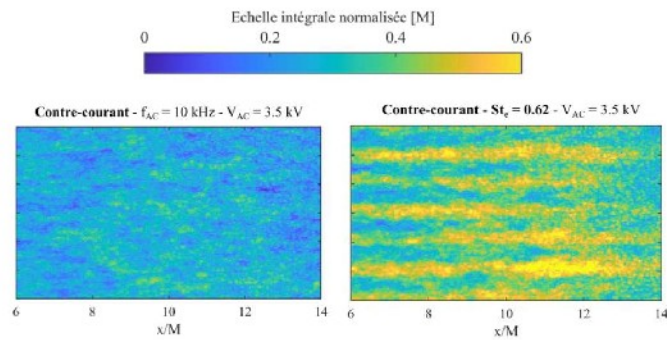 Echelle intégrale normalisée [M]
0 0.2 0.4 0.6
Contre-courant - f_AC = 10 kHz - V_AC = 3.5 kV
Contre-courant - St_e = 0.62 - V_AC = 3.5 kV
6 8 10 12 14
6 8 10 12 14
x/M
x/M